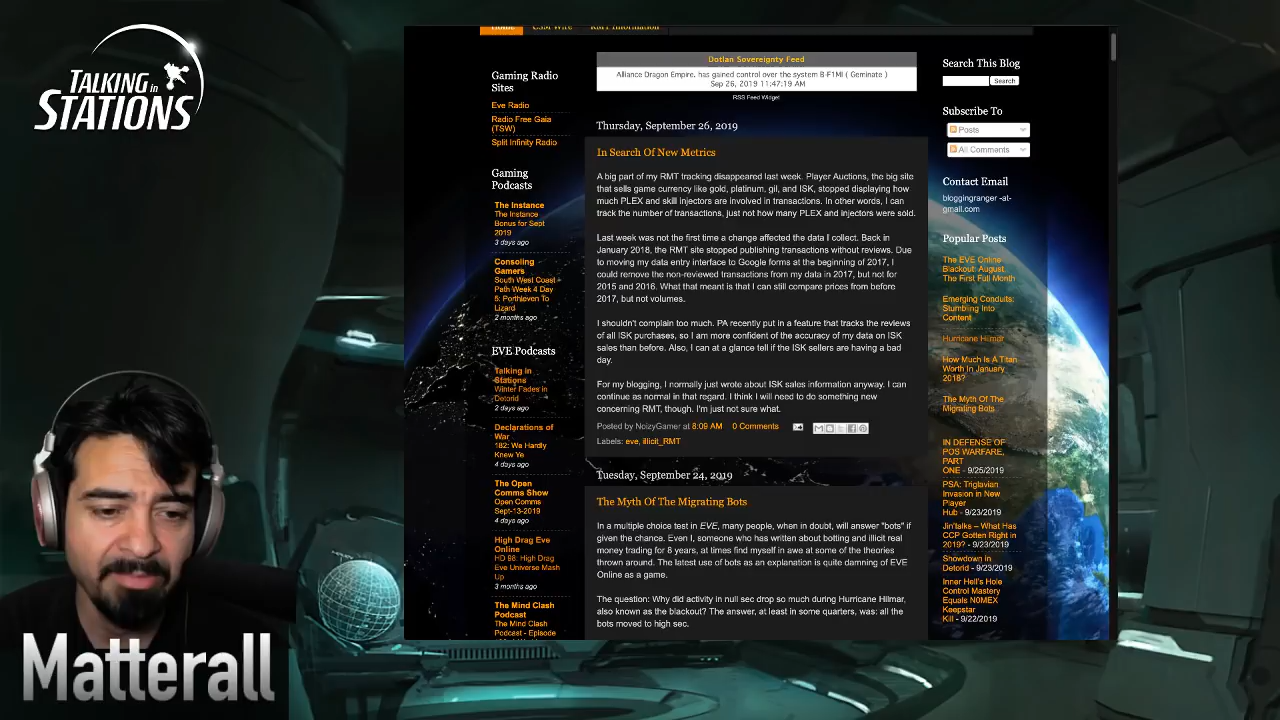 TALKING in
STATIONS
Matterall
Home CSM Wire RMT Information
Gaming Radio
Sites
Eve Radio
Radio Free Gaia
(TSW)
Split Infinity Radio
Gaming
Podcasts
The Instance
The Instance
Bonus for Sept
2019
3 days ago
Consoling
Gamers
South West Coast
Path Week 4 Day
5: Porthleven To
Lizard
2 months ago
EVE Podcasts
Talking in
Stations
Winter Fades in
Detorid
2 days ago
Declarations of
War
182: We Hardly
Knew Ye
4 days ago
The Open
Comms Show
Open Comms
Sept-13-2019
4 days ago
High Drag Eve
Online
HD 98: High Drag
Eve Universe Mash
Up
3 months ago
The Mind Clash
Podcast
The Mind Clash
Podcast - Episode
Dotlan Sovereignty Feed
Alliance Dragon Empire. has gained control over the system B-F1MI ( Geminate )
Sep 26, 2019 11:47:19 AM
RSS Feed Widget
Thursday, September 26, 2019
In Search Of New Metrics
A big part of my RMT tracking disappeared last week. Player Auctions, the big site
that sells game currency like gold, platinum, gil, and ISK, stopped displaying how
much PLEX and skill injectors are involved in transactions. In other words, I can
track the number of transactions, just not how many PLEX and injectors were sold.
Last week was not the first time a change affected the data I collect. Back in
January 2018, the RMT site stopped publishing transactions without reviews. Due
to moving my data entry interface to Google forms at the beginning of 2017, I
could remove the non-reviewed transactions from my data in 2017, but not for
2015 and 2016. What that meant is that I can still compare prices from before
2017, but not volumes.
I shouldn't complain too much. PA recently put in a feature that tracks the reviews
of all ISK purchases, so I am more confident of the accuracy of my data on ISK
sales than before. Also, I can at a glance tell if the ISK sellers are having a bad
day.
For my blogging, I normally just wrote about ISK sales information anyway. I can
continue as normal in that regard. I think I will need to do something new
concerning RMT, though. I'm just not sure what.
Posted by NoizyGamer at 8:09 AM 0 Comments
Labels: eve, illicit_RMT
Tuesday, September 24, 2019
The Myth Of The Migrating Bots
In a multiple choice test in EVE, many people, when in doubt, will answer "bots" if
given the chance. Even I, someone who has written about botting and illicit real
money trading for 8 years, at times find myself in awe at some of the theories
thrown around. The latest use of bots as an explanation is quite damning of EVE
Online as a game.
The question: Why did activity in null sec drop so much during Hurricane Hilmar,
also known as the blackout? The answer, at least in some quarters, was: all the
bots moved to high sec.
Search This Blog
Search
Subscribe To
Posts
All Comments
Contact Email
bloggingranger -at-
gmail.com
Popular Posts
The EVE Online
Blackout: August,
The First Full Month
Emerging Conduits:
Stumbling Into
Content
Hurricane Hilmar
How Much Is A Titan
Worth In January
2018?
The Myth Of The
Migrating Bots
IN DEFENSE OF
POS WARFARE,
PART
ONE - 9/25/2019
PSA: Triglavian
Invasion in New
Player
Hub - 9/23/2019
Jin'talks – What Has
CCP Gotten Right in
2019? - 9/23/2019
Showdown in
Detorid - 9/23/2019
Inner Hell's Hole
Control Mastery
Equals N0MEX
Keepstar
Kill - 9/22/2019